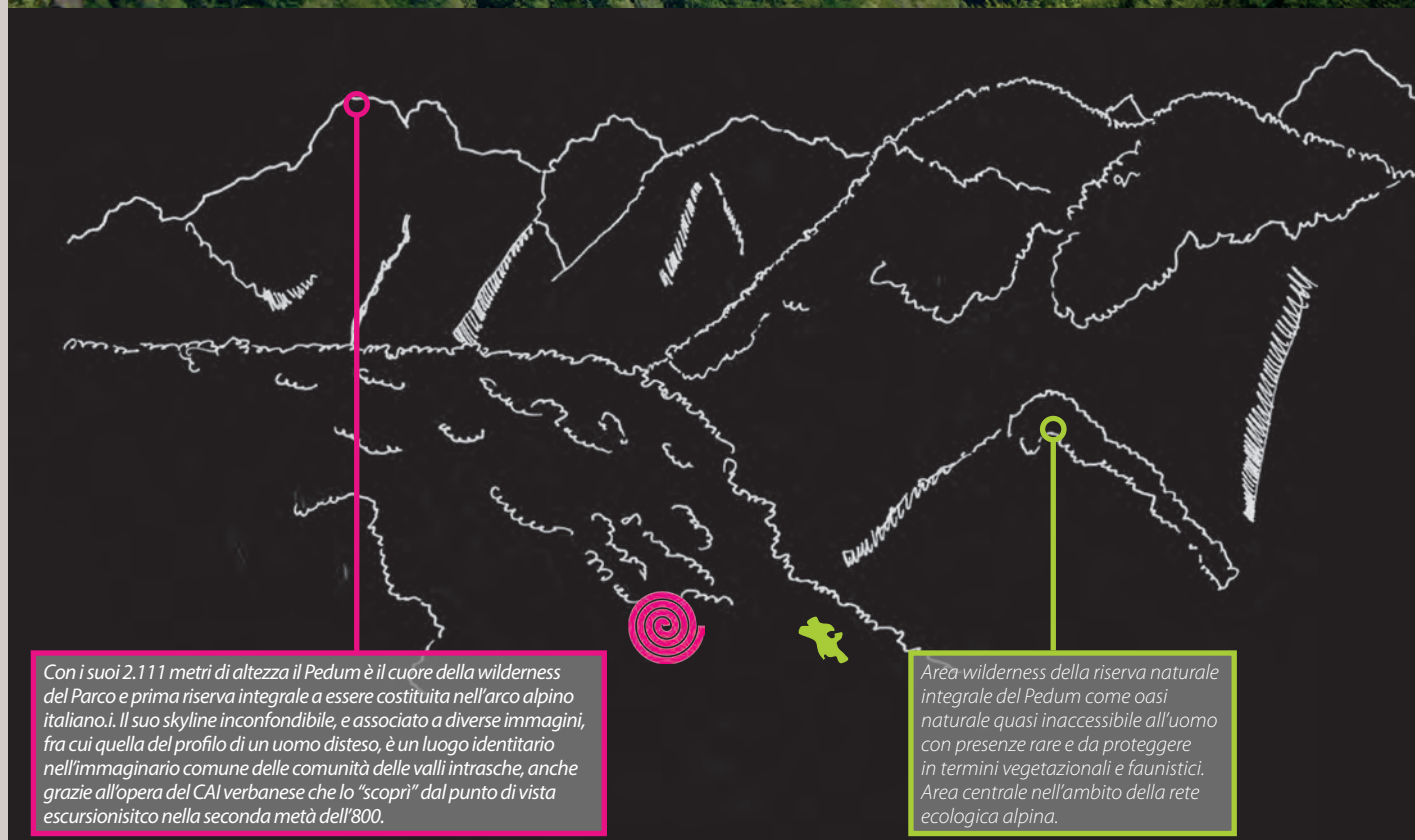 Con i suoi 2.111 metri di altezza il Pedum è il cuore della wilderness
del Parco e prima riserva integrale a essere costituita nell'arco alpino
italiano.i. Il suo skyline inconfondibile, e associato a diverse immagini,
fra cui quella del profilo di un uomo disteso, è un luogo identitario
nell'immaginario comune delle comunità delle valli intrasche, anche
grazie all'opera del CAI verbanese che lo "scoprì" dal punto di vista
escursionisitco nella seconda metà dell'800.
Area wilderness della riserva naturale
integrale del Pedum come oasi
naturale quasi inaccessibile all'uomo
con presenze rare e da proteggere
in termini vegetazionali e faunistici.
Area centrale nell'ambito della rete
ecologica alpina.